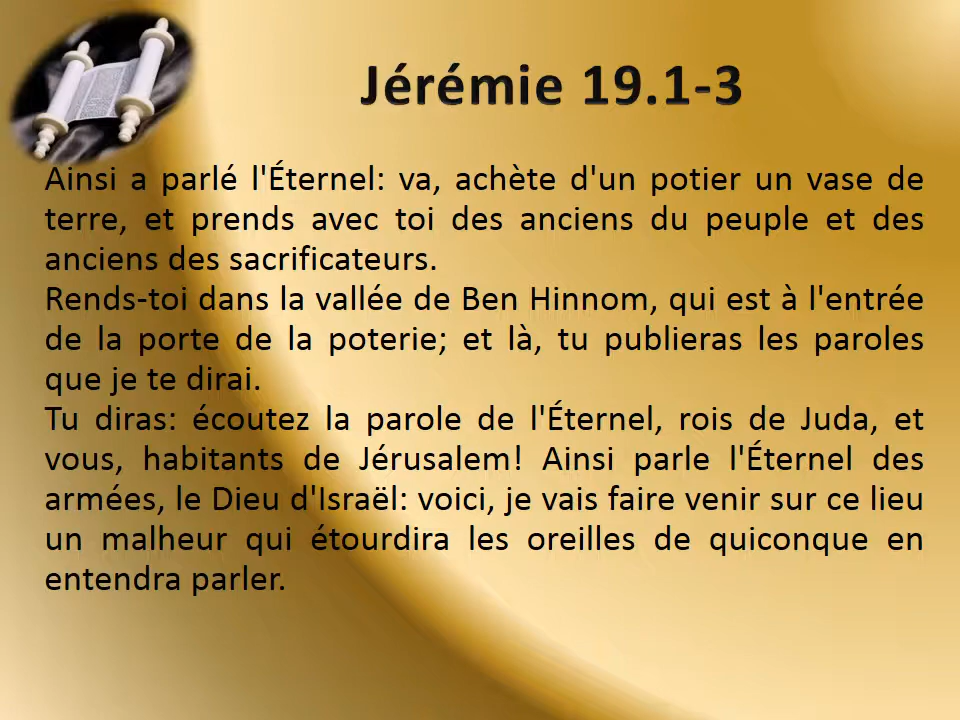 Jérémie 19.1-3
Ainsi a parlé l'Éternel: va, achète d'un potier un vase de
terre, et prends avec toi des anciens du peuple et des
anciens des sacrificateurs.
Rends-toi dans la vallée de Ben Hinnom, qui est à l'entrée
de la porte de la poterie; et là, tu publieras les paroles
que je te dirai.
Tu diras: écoutez la parole de l'Éternel, rois de Juda, et
vous, habitants de Jérusalem! Ainsi parle l'Éternel des
armées, le Dieu d'Israël: voici, je vais faire venir sur ce lieu
un malheur qui étourdira les oreilles de quiconque en
entendra parler.